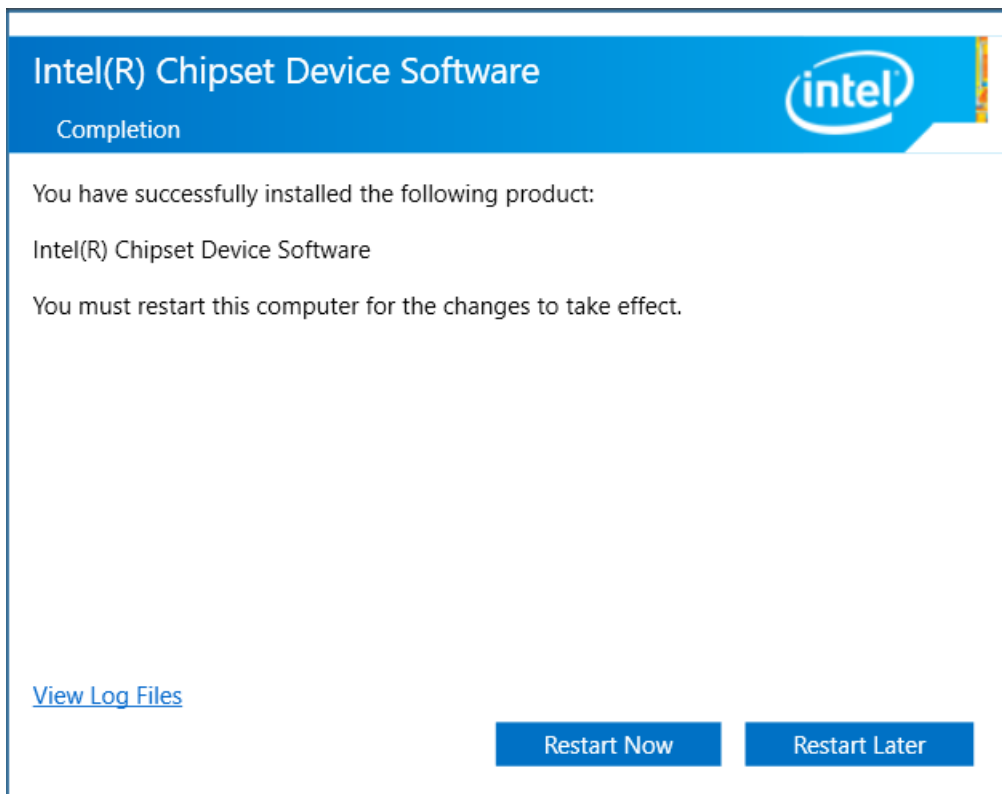 Intel(R) Chipset Device Software
intel
Completion
You have successfully installed the following product:
Intel(R) Chipset Device Software
You must restart this computer for the changes to take effect.
View Log Files
Restart Now
Restart Later